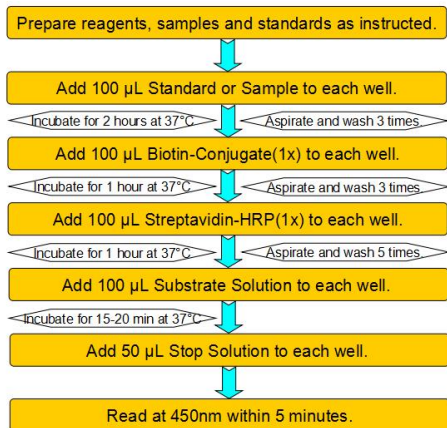 Prepare reagents, samples and standards as instructed.
Add 100 µL Standard or Sample to each well.
Incubate for 2 hours at 37°C
Aspirate and wash 3 times
Add 100 µL Biotin-Conjugate(1x) to each well.
Incubate for 1 hour at 37°C
Aspirate and wash 3 times
Add 100 µL Streptavidin-HRP(1x) to each well.
Incubate for 1 hour at 37°C
Aspirate and wash 5 times
Add 100 µL Substrate Solution to each well.
Incubate for 15-20 min at 37°C
Add 50 µL Stop Solution to each well.
Read at 450nm within 5 minutes.